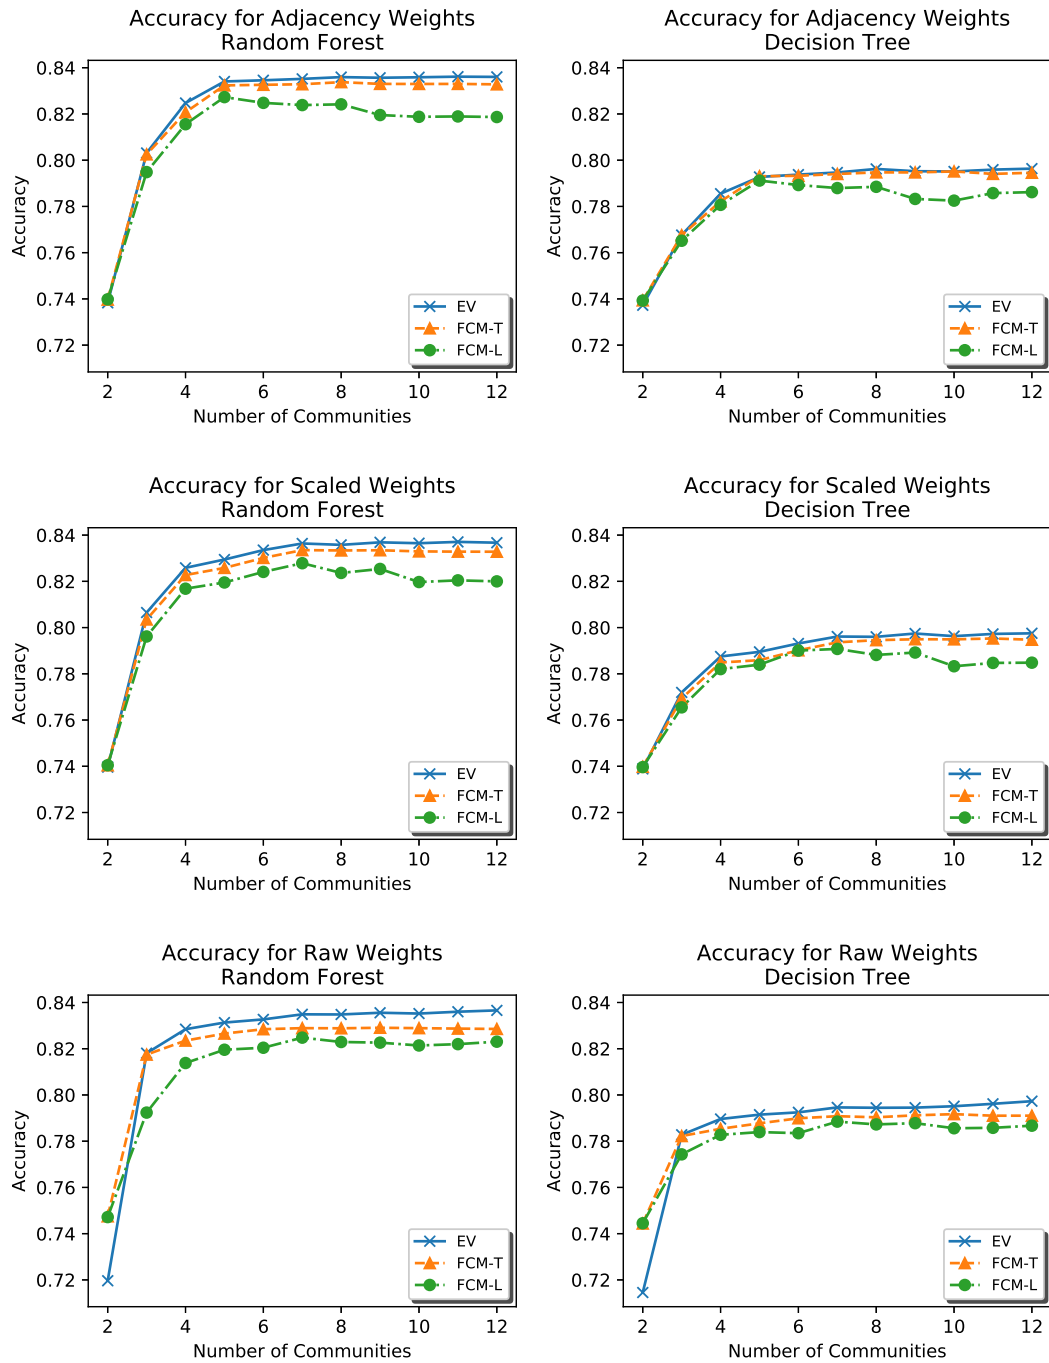 Accuracy for Adjacency Weights
Random Forest
0.84
0.82
0.80
0.78
0.76
0.74
0.72
Accuracy
2 4 6 8 10 12
Number of Communities
EV
FCM-T
FCM-L
Accuracy for Adjacency Weights
Decision Tree
0.84
0.82
0.80
0.78
0.76
0.74
0.72
Accuracy
2 4 6 8 10 12
Number of Communities
EV
FCM-T
FCM-L
Accuracy for Scaled Weights
Random Forest
0.84
0.82
0.80
0.78
0.76
0.74
0.72
Accuracy
2 4 6 8 10 12
Number of Communities
EV
FCM-T
FCM-L
Accuracy for Scaled Weights
Decision Tree
0.84
0.82
0.80
0.78
0.76
0.74
0.72
Accuracy
2 4 6 8 10 12
Number of Communities
EV
FCM-T
FCM-L
Accuracy for Raw Weights
Random Forest
0.84
0.82
0.80
0.78
0.76
0.74
0.72
Accuracy
2 4 6 8 10 12
Number of Communities
EV
FCM-T
FCM-L
Accuracy for Raw Weights
Decision Tree
0.84
0.82
0.80
0.78
0.76
0.74
0.72
Accuracy
2 4 6 8 10 12
Number of Communities
EV
FCM-T
FCM-L